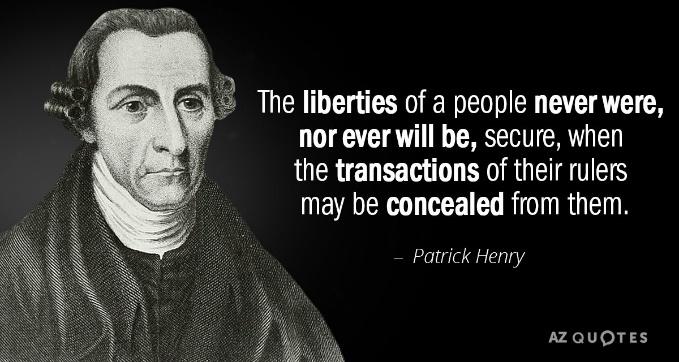 The liberties of a people never were,
nor ever will be, secure, when
the transactions of their rulers
may be concealed from them.
– Patrick Henry
AZ QUOTES